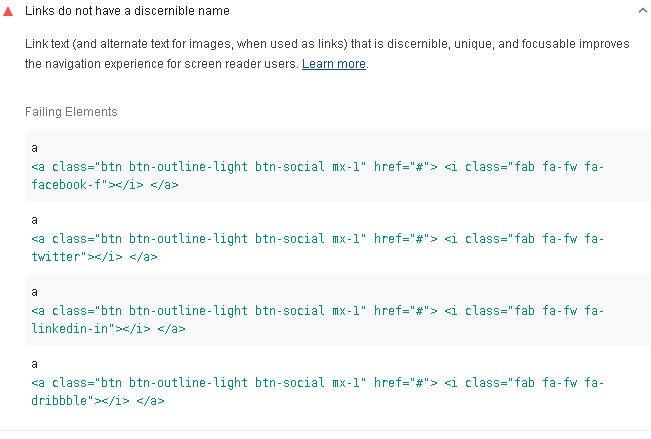 Links do not have a discernible name
Link text (and alternate text for images, when used as links) that is discernible, unique, and focusable improves
the navigation experience for screen reader users. Learn more.
Failing Elements
a
<a class="btn btn-outline-light btn-social mx-1" href="#"> <i class="fab fa-fw fa-
facebook-f"></i> </a>
a
<a class="btn btn-outline-light btn-social mx-1" href="#"> <i class="fab fa-fw fa-
twitter"></i> </a>
a
<a class="btn btn-outline-light btn-social mx-1" href="#"> <i class="fab fa-fw fa-
linkedin-in"></i> </a>
a
<a class="btn btn-outline-light btn-social mx-1" href="#"> <i class="fab fa-fw fa-
dribbble"></i> </a>